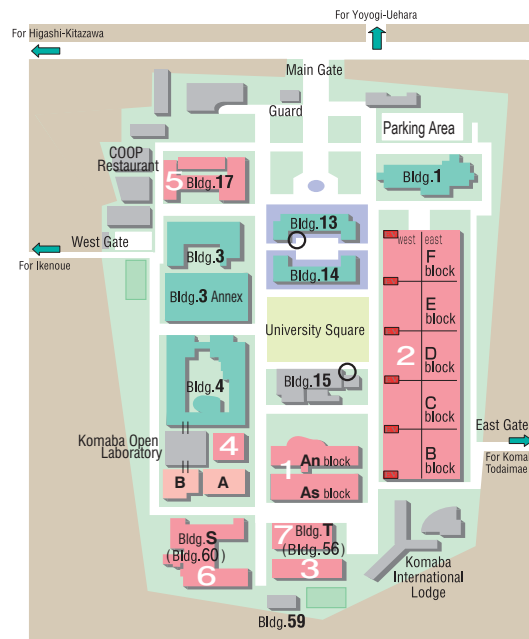 For Yoyogi-Uehara
For Higashi-Kitazawa
Main Gate
Guard
Parking Area
COOP
Restaurant
5
Bldg.17
Bldg.1
Bldg.13
West Gate
For Ikenoue
Bldg.3
Bldg.14
west east
F
block
Bldg.3 Annex
E
block
University Square
2
D
block
Bldg.4
Bldg.15
C
block
East Gate
For Koma
Todaimae
Komaba Open
Laboratory
4
1
An block
B
block
B
A
As block
Bldg.S
(Bldg.60)
6
7
Bldg.T
(Bldg.56)
3
Komaba
International
Lodge
Bldg.59